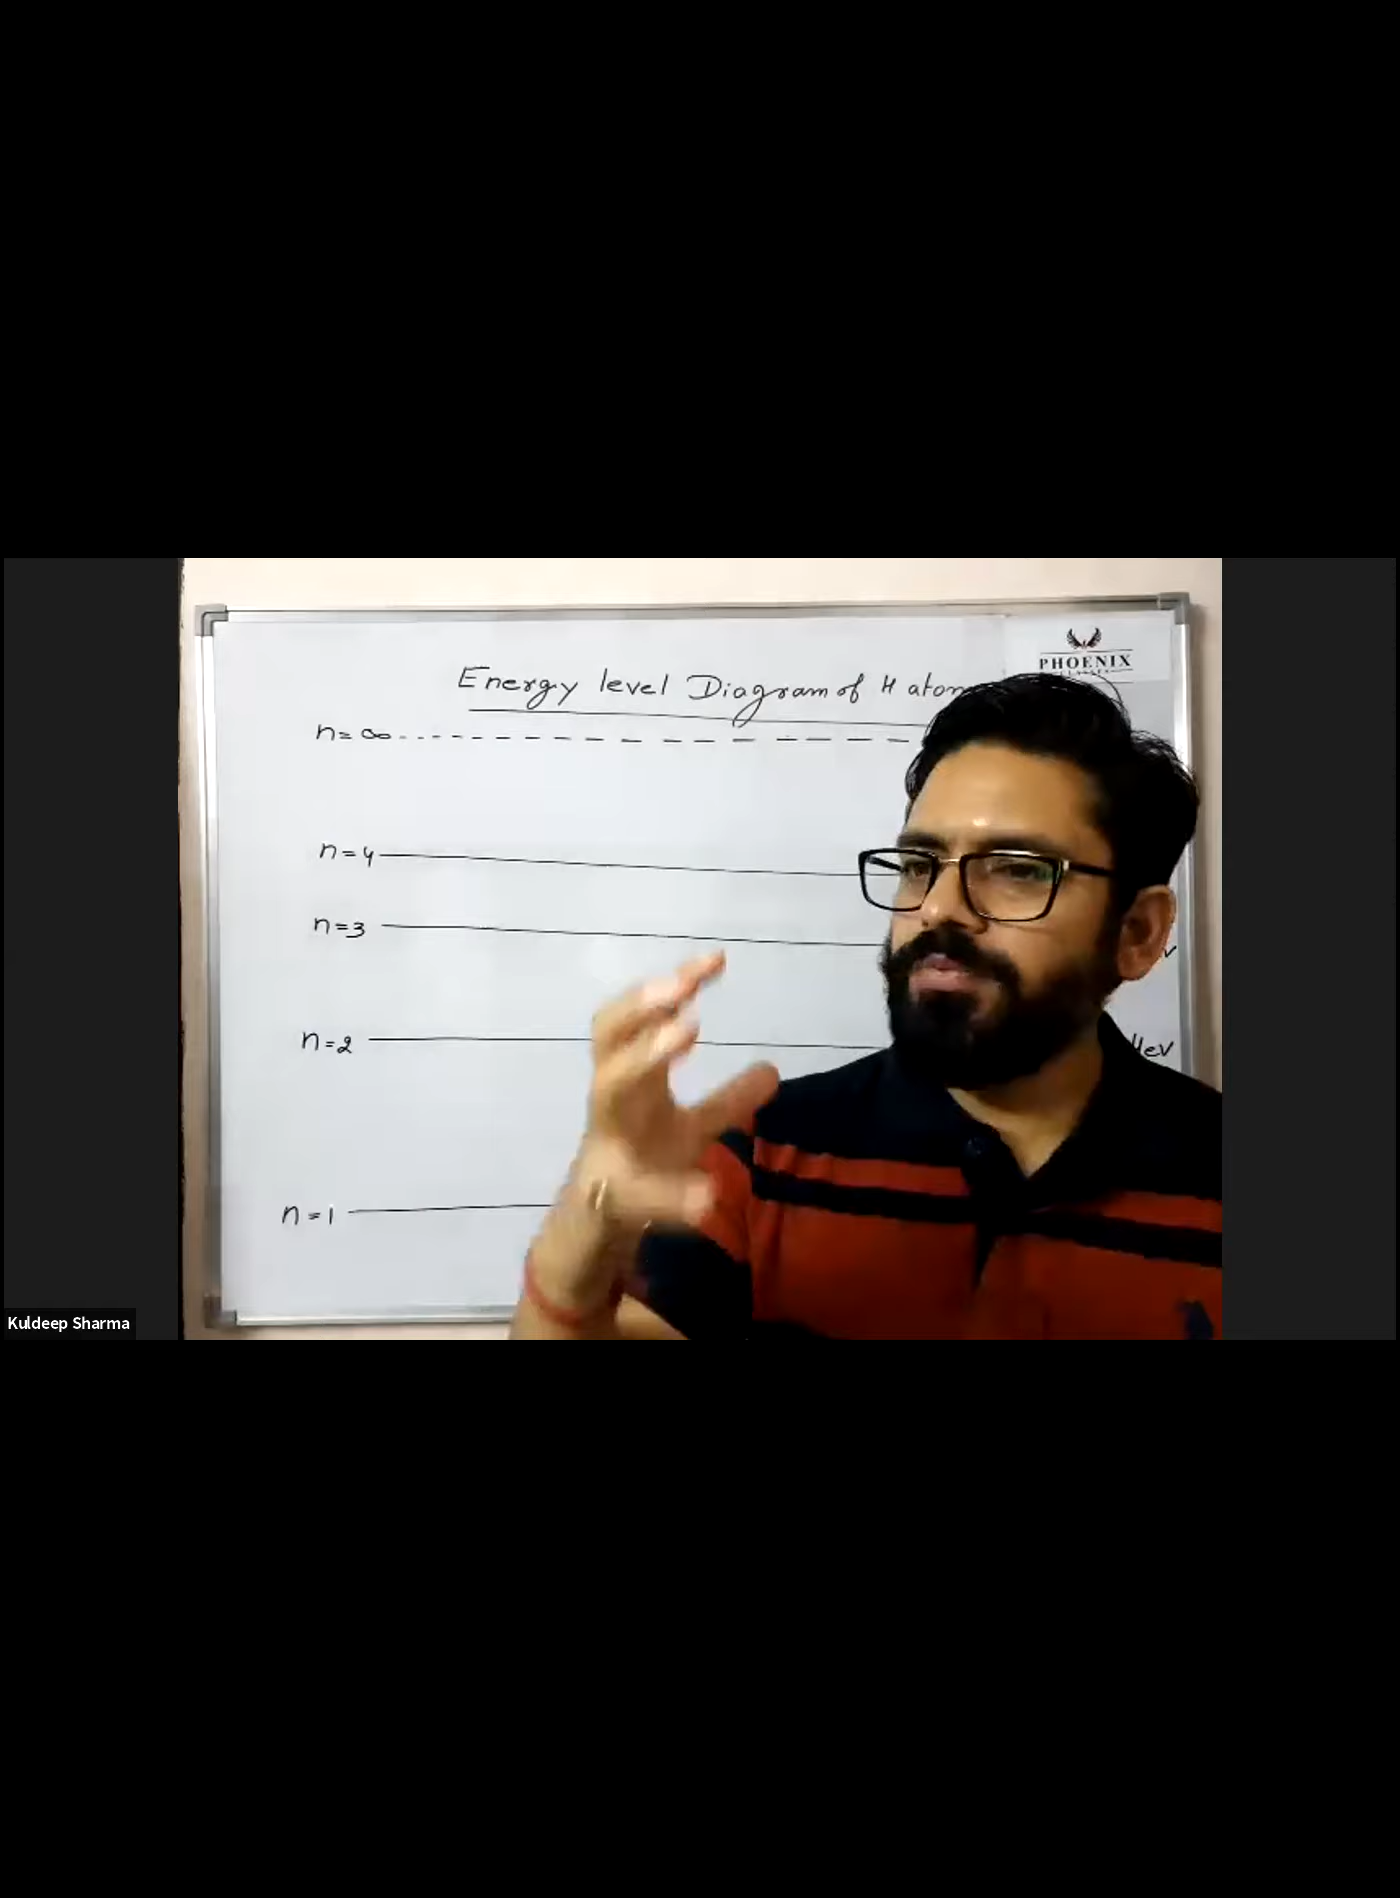 PHOENIX
Energy level Diagram of H atom
n=∞
n=4
n=3
n=2
n=1
Kuldeep Sharma